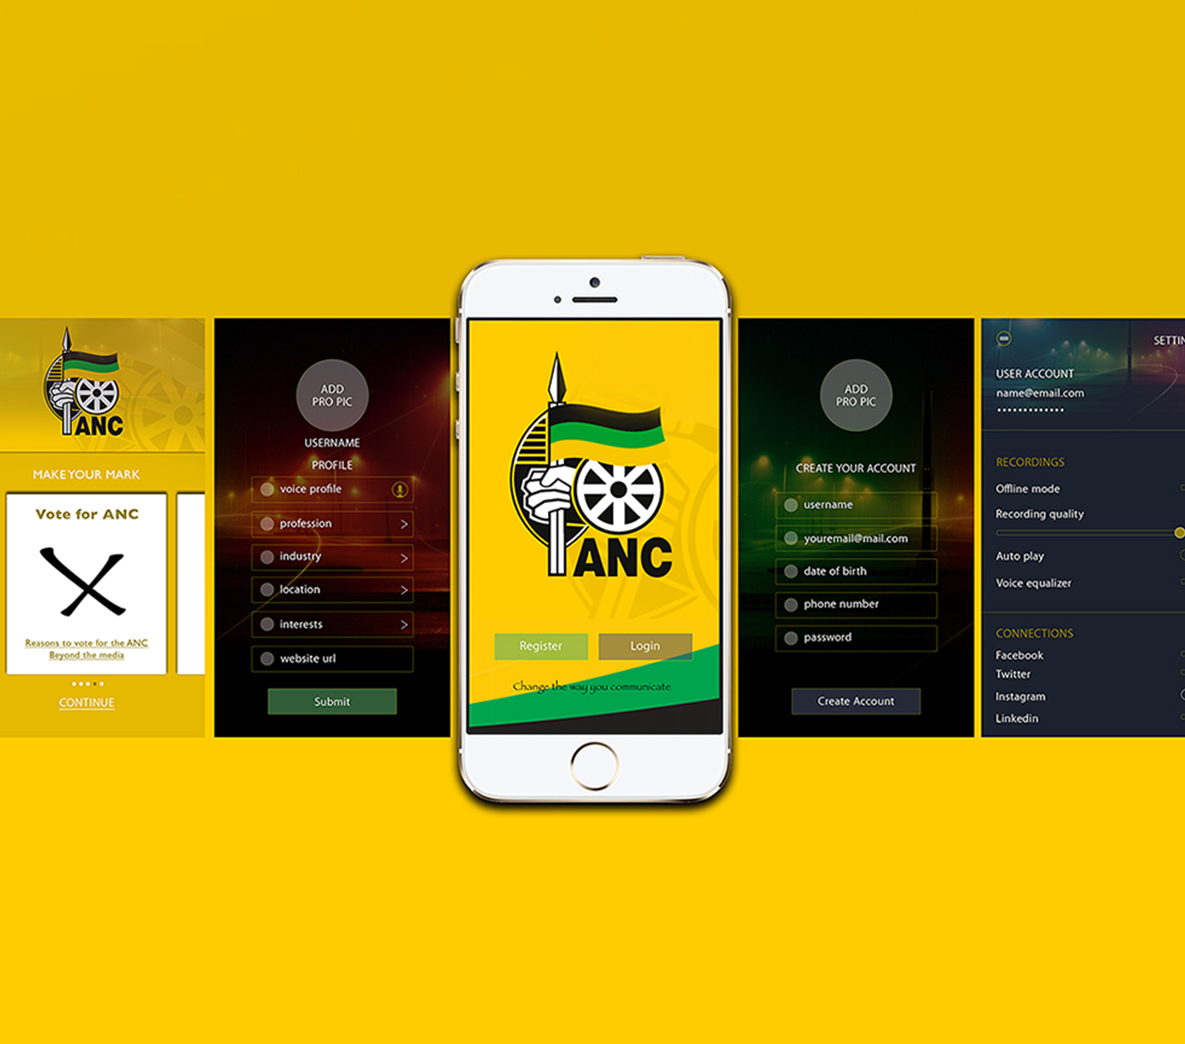 ANC
MAKE YOUR MARK
Vote for ANC
Reasons to vote for the ANC
Beyond the media
CONTINUE
ADD
PRO PIC
USERNAME
PROFILE
voice profile
profession
industry
location
interests
website url
Submit
ANC
Register
Login
Change the way you communicate
ADD
PRO PIC
CREATE YOUR ACCOUNT
username
youremail@mail.com
date of birth
phone number
password
Create Account
SETTIN
USER ACCOUNT
name@email.com
RECORDINGS
Offline mode
Recording quality
Auto play
Voice equalizer
CONNECTIONS
Facebook
Twitter
Instagram
Linkedin